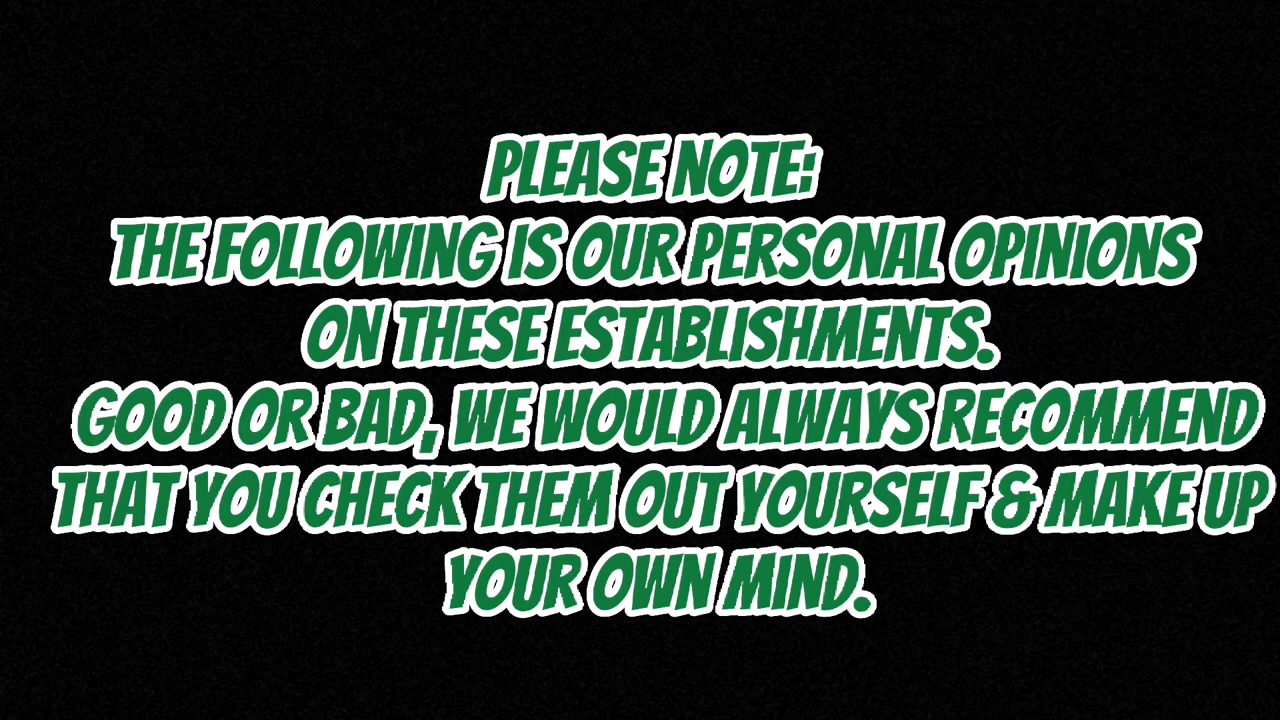 PLEASE NOTE:
THE FOLLOWING IS OUR PERSONAL OPINIONS
ON THESE ESTABLISHMENTS.
GOOD OR BAD, WE WOULD ALWAYS RECOMMEND
THAT YOU CHECK THEM OUT YOURSELF & MAKE UP
YOUR OWN MIND.